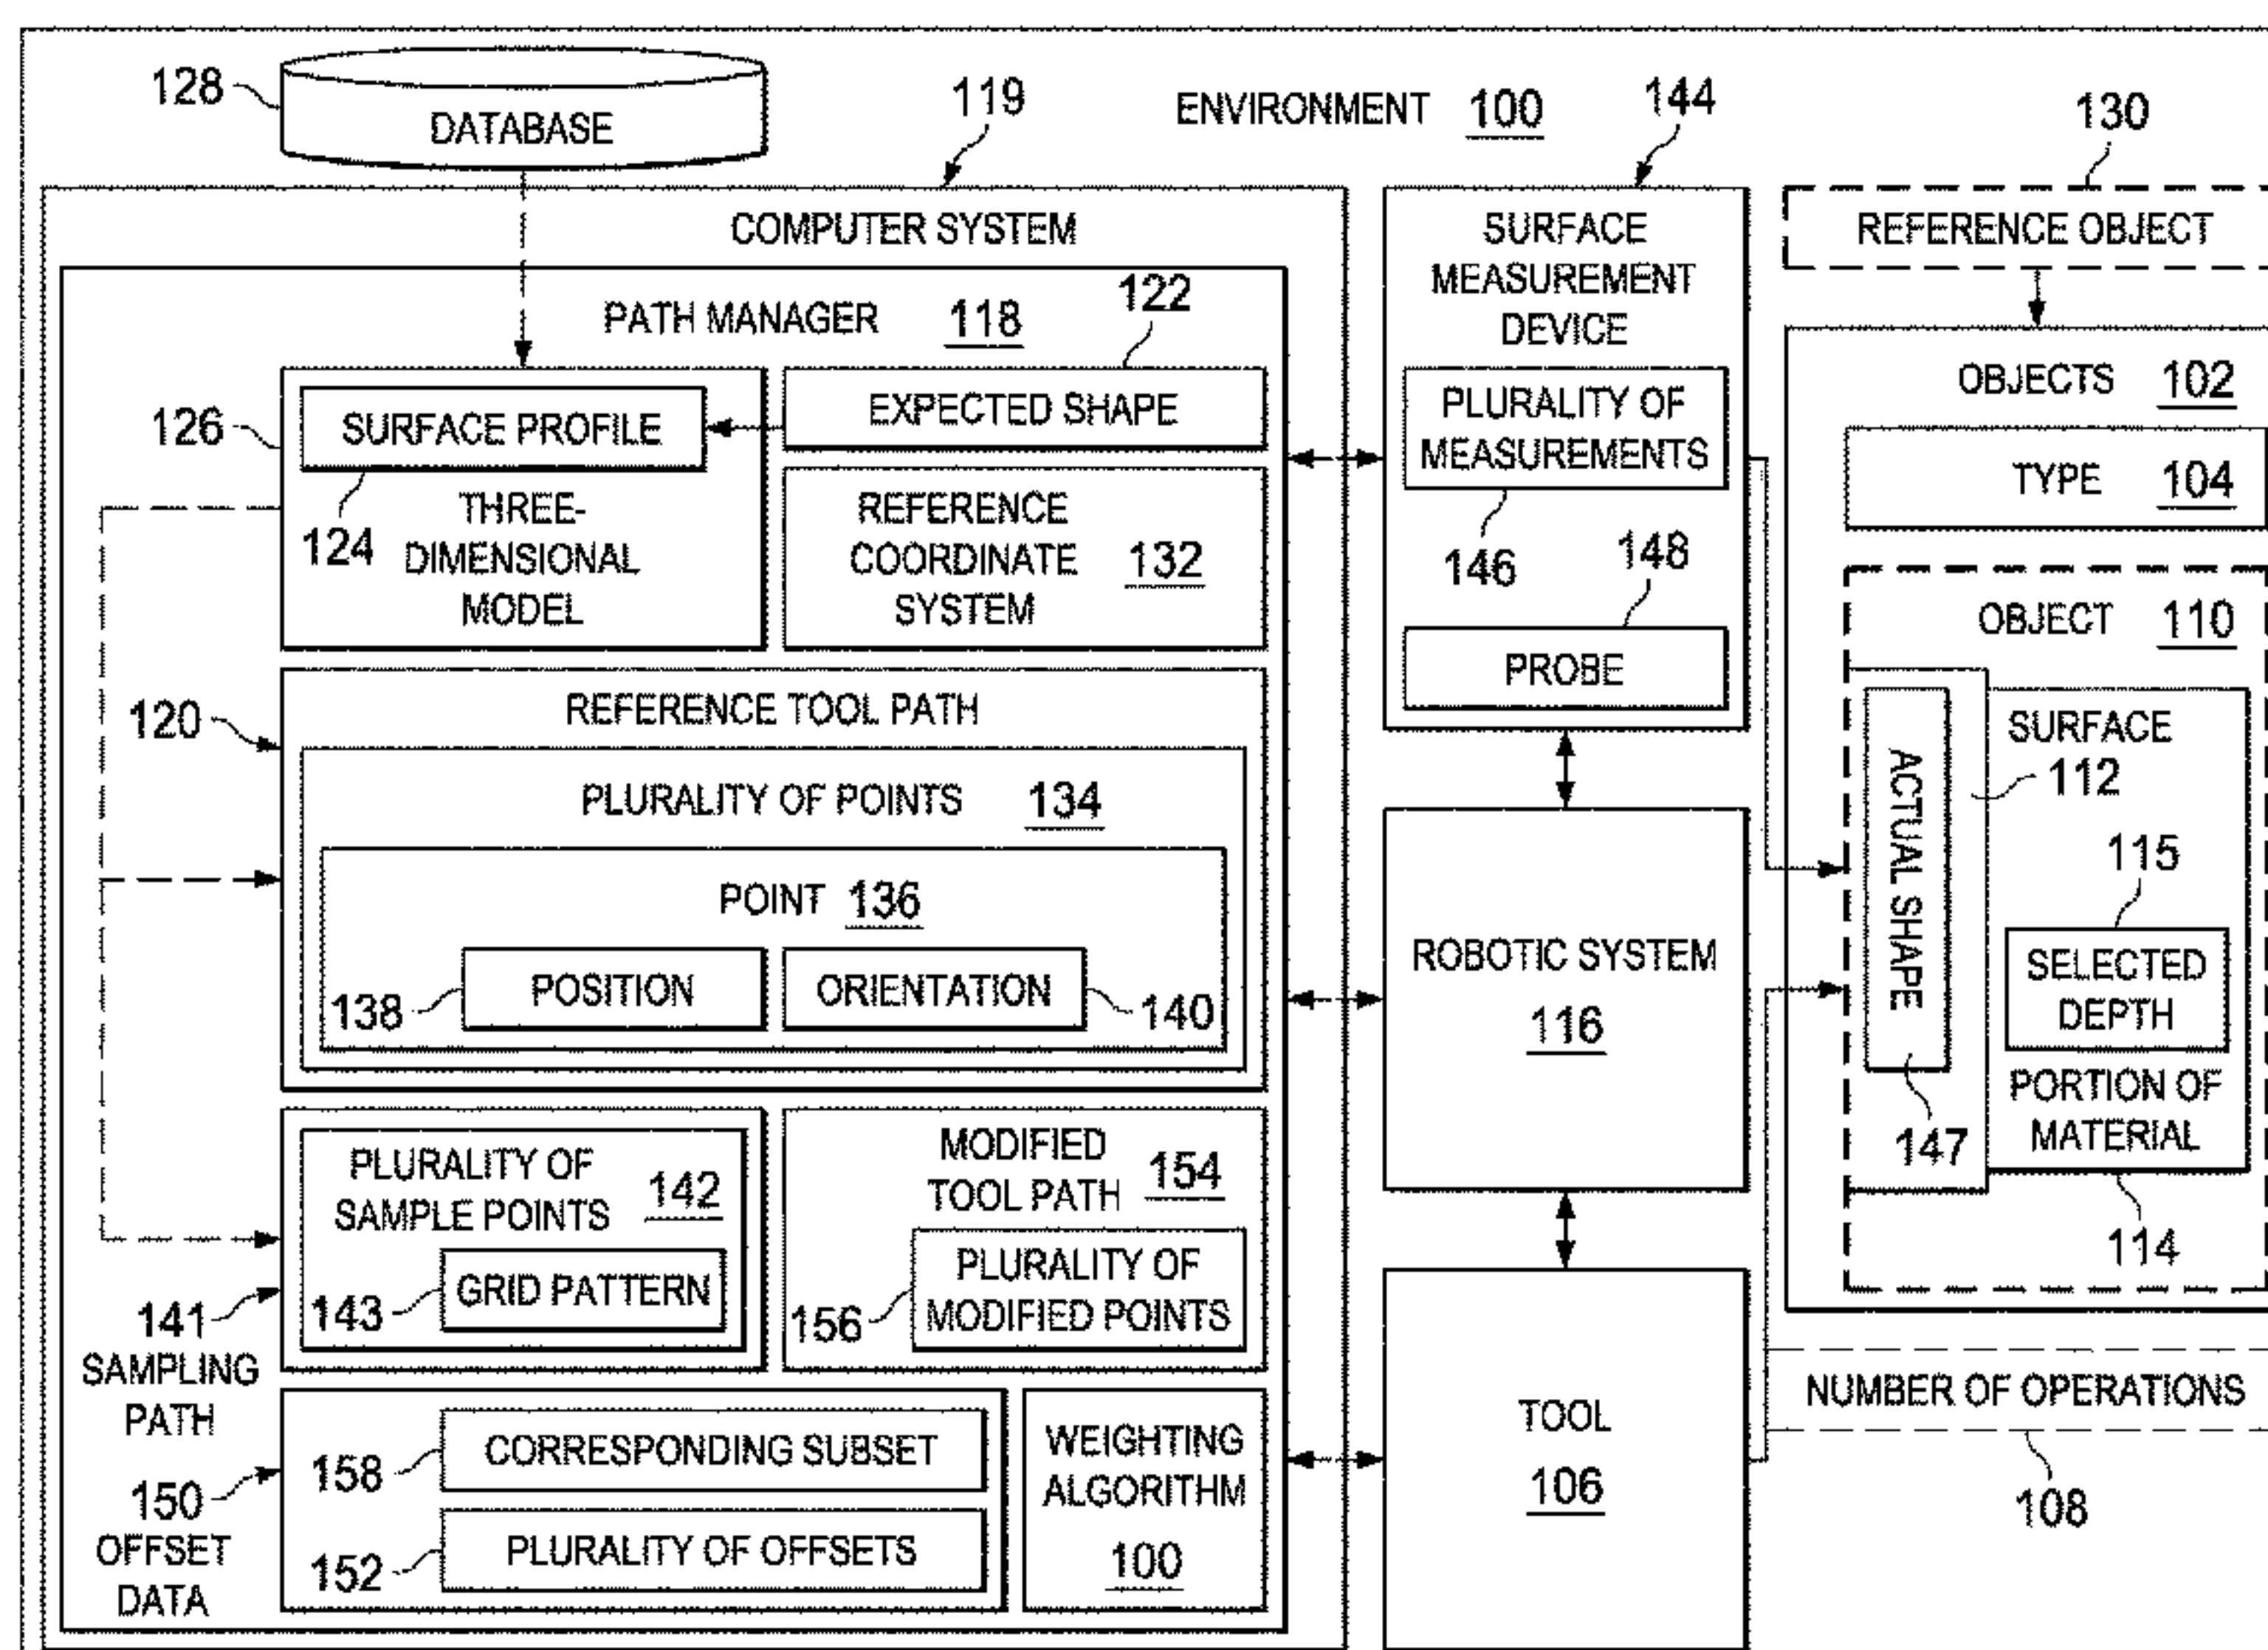 128
DATABASE
119
ENVIRONMENT 100
144
130
COMPUTER SYSTEM
PATH MANAGER 118
122
126
SURFACE PROFILE
124
THREE-
DIMENSIONAL
MODEL
EXPECTED SHAPE
REFERENCE
COORDINATE
SYSTEM
132
120
REFERENCE TOOL PATH
PLURALITY OF POINTS 134
POINT 136
138
POSITION
ORIENTATION
140
PLURALITY OF
SAMPLE POINTS
142
143
GRID PATTERN
141
SAMPLING
PATH
MODIFIED
TOOL PATH
154
156
PLURALITY OF
MODIFIED POINTS
150
OFFSET
DATA
158
CORRESPONDING SUBSET
152
PLURALITY OF OFFSETS
WEIGHTING
ALGORITHM
100
SURFACE
MEASUREMENT
DEVICE
PLURALITY OF
MEASUREMENTS
146
148
PROBE
ROBOTIC SYSTEM
116
TOOL
106
REFERENCE OBJECT
OBJECTS 102
TYPE 104
OBJECT 110
ACTUAL SHAPE
147
SURFACE
112
115
SELECTED
DEPTH
PORTION OF
MATERIAL
114
NUMBER OF OPERATIONS
108